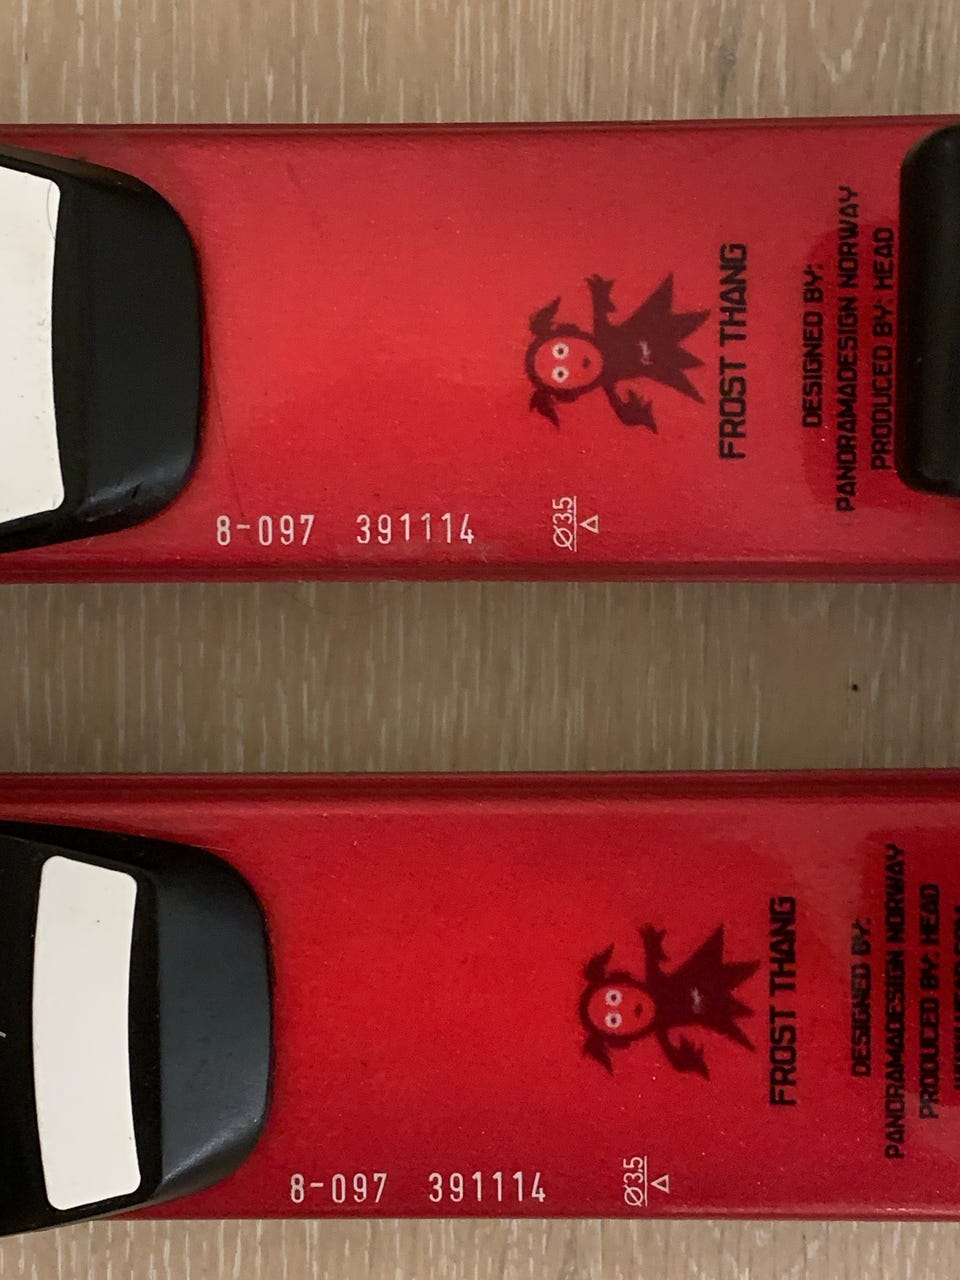 8-097 391114
Ø3.5
FROST THANG
DESIGNED BY:
PANORAMADESIGN NORWAY
PRODUCED BY: HEAD
8-097 391114
Ø3.5
FROST THANG
DESIGNED BY:
PANORAMADESIGN NORWAY
PRODUCED BY: HEAD